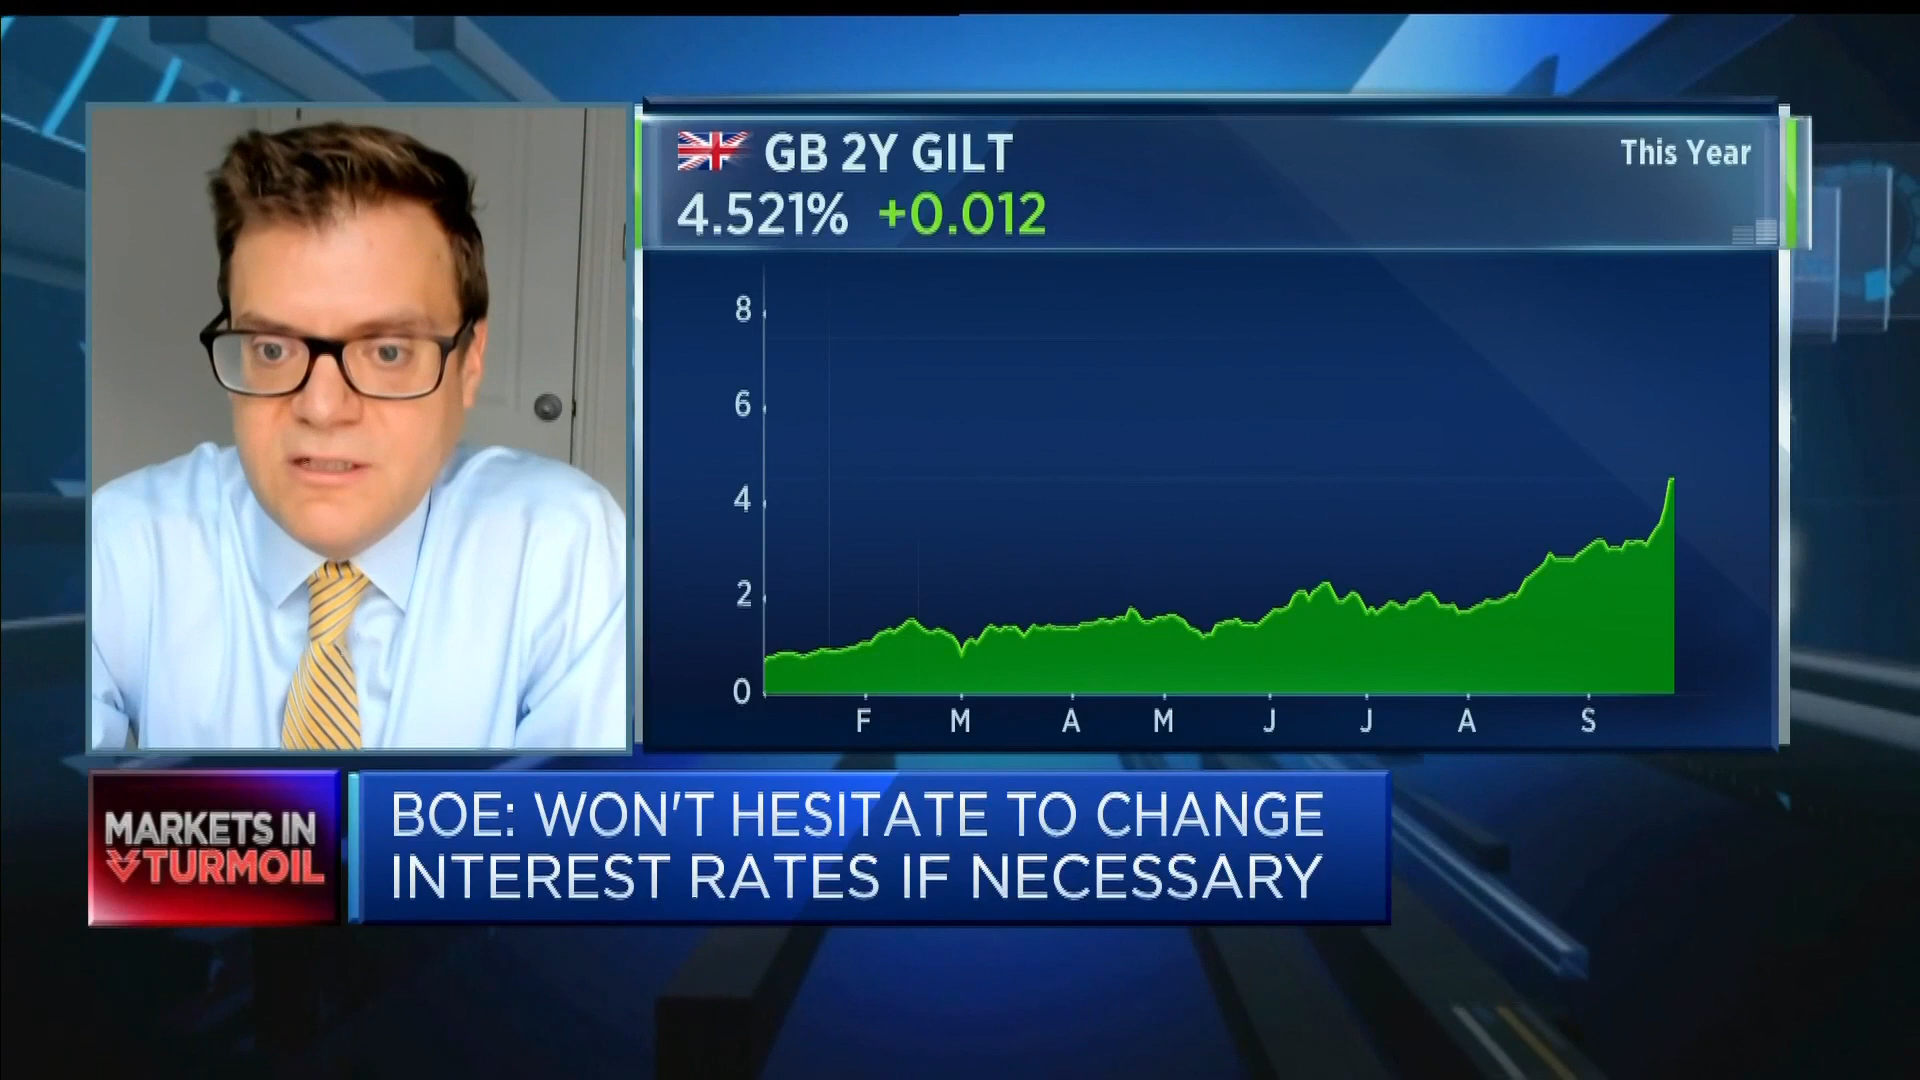 GB 2Y GILT
This Year
4.521% +0.012
8
6
4
2
0
F M A M J J A S
MARKETS IN
TURMOIL
BOE: WON'T HESITATE TO CHANGE
INTEREST RATES IF NECESSARY